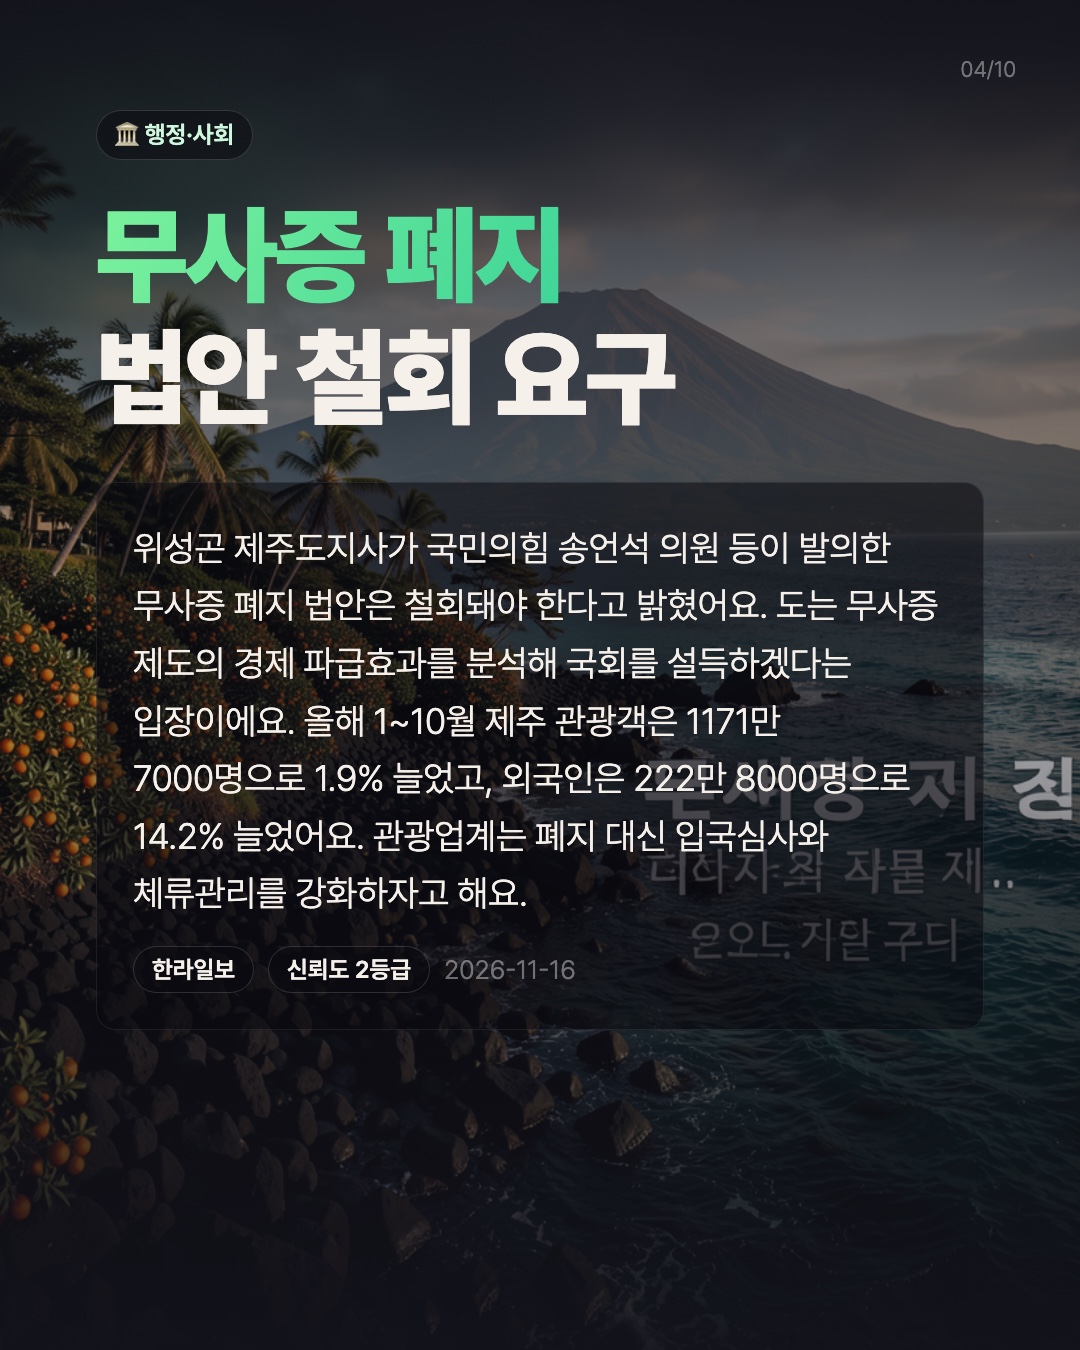 04/10
행정·사회
무사증 폐지
법안 철회 요구
위성곤 제주도지사가 국민의힘 송언석 의원 등이 발의한
무사증 폐지 법안은 철회돼야 한다고 밝혔어요. 도는 무사증
제도의 경제 파급효과를 분석해 국회를 설득하겠다는
입장이에요. 올해 1~10월 제주 관광객은 1171만
7000명으로 1.9% 늘었고, 외국인은 222만 8000명으로
14.2% 늘었어요. 관광업계는 폐지 대신 입국심사와
체류관리를 강화하자고 해요.
한라일보 신뢰도 2등급 2026-11-16